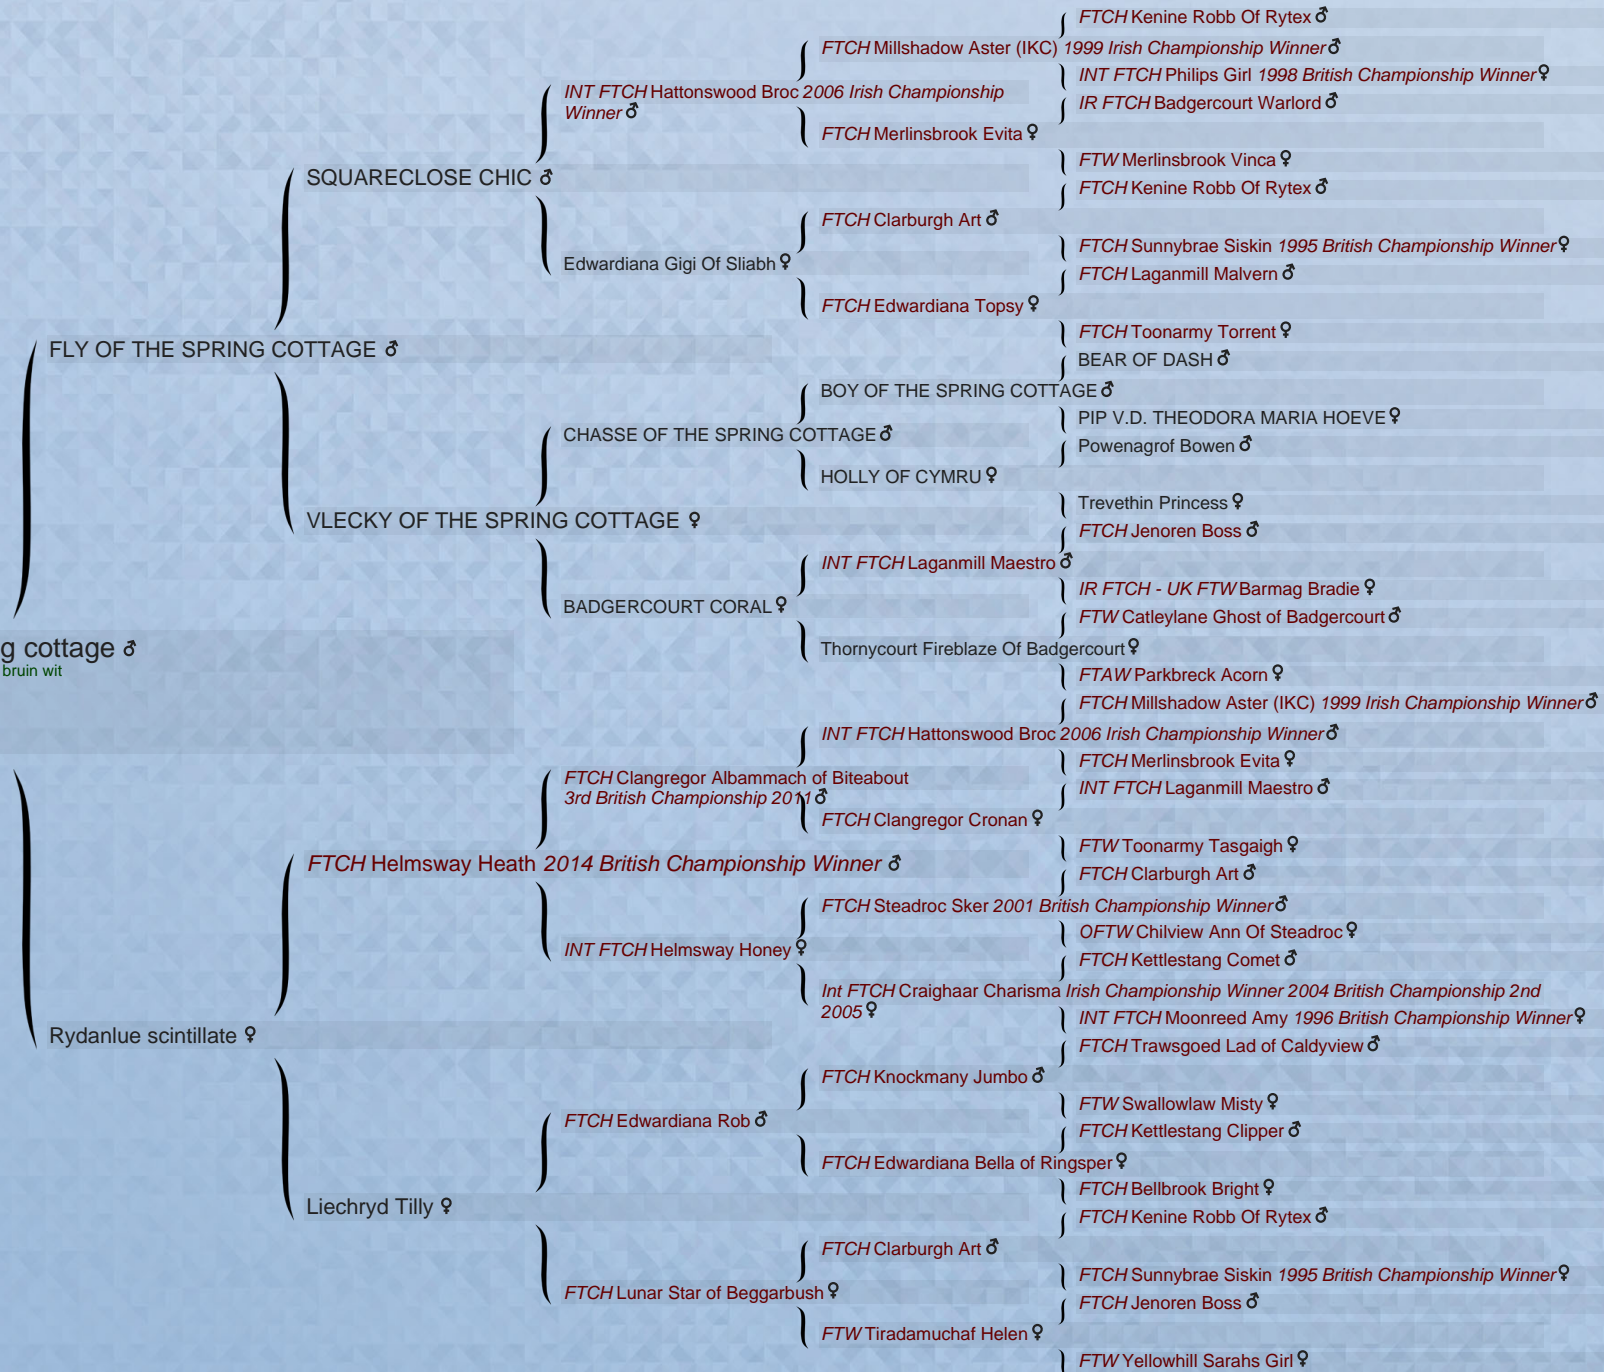 FTCH Kenine Robb Of Rytex ♂
FTCH Millshadow Aster (IKC) 1999 Irish Championship Winner ♂
INT FTCH Philips Girl 1998 British Championship Winner ♀
INT FTCH Hattonswood Broc 2006 Irish Championship
Winner ♂
IR FTCH Badgercourt Warlord ♂
FTCH Merlinsbrook Evita ♀
FTW Merlinsbrook Vinca ♀
SQUARECLOSE CHIC ♂
FTCH Kenine Robb Of Rytex ♂
FTCH Clarburgh Art ♂
FTCH Sunnybrae Siskin 1995 British Championship Winner ♀
Edwardiana Gigi Of Sliabh ♀
FTCH Laganmill Malvern ♂
FTCH Edwardiana Topsy ♀
FTCH Toonarmy Torrent ♀
FLY OF THE SPRING COTTAGE ♂
BEAR OF DASH ♂
BOY OF THE SPRING COTTAGE ♂
PIP V.D. THEODORA MARIA HOEVE ♀
CHASSE OF THE SPRING COTTAGE ♂
Powenagrof Bowen ♂
HOLLY OF CYMRU ♀
Trevethin Princess ♀
VLECKY OF THE SPRING COTTAGE ♀
FTCH Jenoren Boss ♂
INT FTCH Laganmill Maestro ♂
IR FTCH - UK FTW Barmag Bradie ♀
BADGERCOURT CORAL ♀
FTW Catleylane Ghost of Badgercourt ♂
Thornycourt Fireblaze Of Badgercourt ♀
g cottage ♂
bruin wit
FTAW Parkbreck Acorn ♀
FTCH Millshadow Aster (IKC) 1999 Irish Championship Winner ♂
INT FTCH Hattonswood Broc 2006 Irish Championship Winner ♂
FTCH Merlinsbrook Evita ♀
FTCH Clangregor Albammach of Biteabout
3rd British Championship 2011 ♂
INT FTCH Laganmill Maestro ♂
FTCH Clangregor Cronan ♀
FTW Toonarmy Tasgaigh ♀
FTCH Helmsway Heath 2014 British Championship Winner ♂
FTCH Clarburgh Art ♂
FTCH Steadroc Sker 2001 British Championship Winner ♂
OFTW Chilview Ann Of Steadroc ♀
INT FTCH Helmsway Honey ♀
FTCH Kettlestang Comet ♂
Int FTCH Craighaar Charisma Irish Championship Winner 2004 British Championship 2nd
2005 ♀
INT FTCH Moonreed Amy 1996 British Championship Winner ♀
Rydanlue scintillate ♀
FTCH Trawsgoed Lad of Caldyview ♂
FTCH Knockmany Jumbo ♂
FTW Swallowlaw Misty ♀
FTCH Edwardiana Rob ♂
FTCH Kettlestang Clipper ♂
FTCH Edwardiana Bella of Ringsper ♀
FTCH Bellbrook Bright ♀
Liechryd Tilly ♀
FTCH Kenine Robb Of Rytex ♂
FTCH Clarburgh Art ♂
FTCH Sunnybrae Siskin 1995 British Championship Winner ♀
FTCH Lunar Star of Beggarbush ♀
FTCH Jenoren Boss ♂
FTW Tiradamuchaf Helen ♀
FTW Yellowhill Sarahs Girl ♀